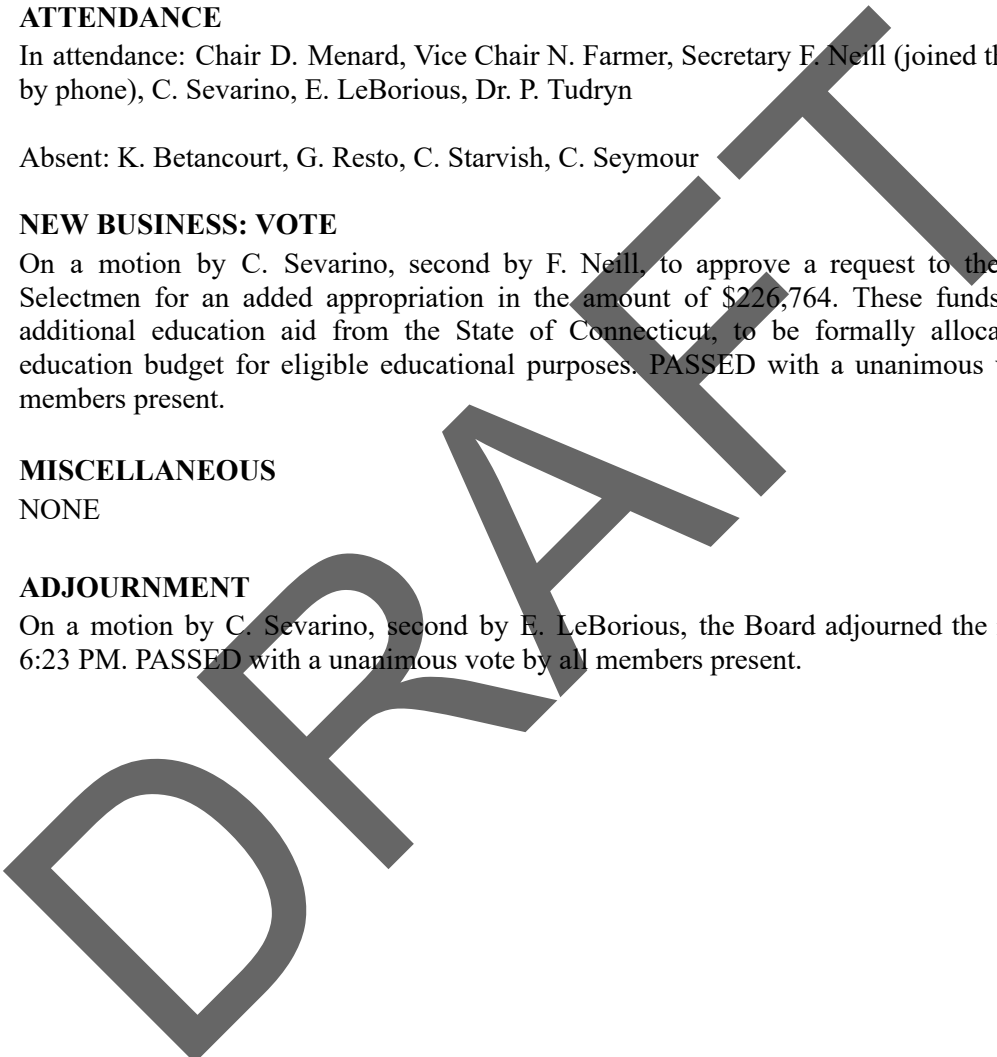 ATTENDANCE
In attendance: Chair D. Menard, Vice Chair N. Farmer, Secretary F. Neill (joined
by phone), C. Sevarino, E. LeBorious, Dr. P. Tudryn
Absent: K. Betancourt, G. Resto, C. Starvish, C. Seymour
NEW BUSINESS: VOTE
On a motion by C. Sevarino, second by F. Neill, to approve a request to the
Selectmen for an added appropriation in the amount of $226,764. These funds
additional education aid from the State of Connecticut, to be formally
education budget for eligible educational purposes. PASSED with a unanimous
members present.
MISCELLANEOUS
NONE
ADJOURNMENT
On a motion by C. Sevarino, second by E. LeBorious, the Board adjourned the
6:23 PM. PASSED with a unanimous vote by all members present.
DRAFT